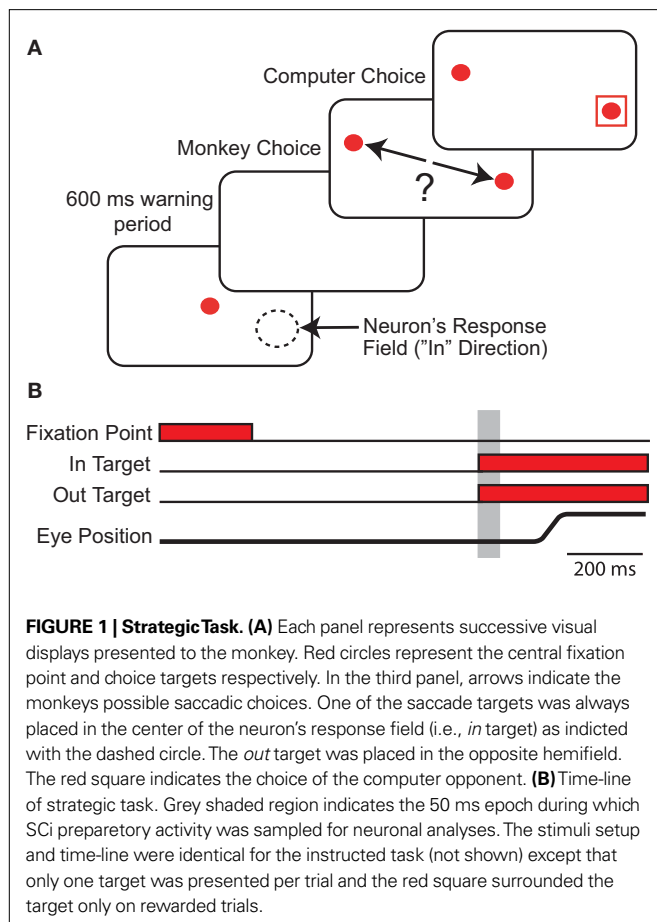 A
Computer Choice
Monkey Choice
?
600 ms warning
period
Neuron's Response
Field ("In" Direction)
B
Fixation Point
In Target
Out Target
Eye Position
200 ms
FIGURE 1 | Strategic Task. (A) Each panel represents successive visual
displays presented to the monkey. Red circles represent the central fixation
point and choice targets respectively. In the third panel, arrows indicate the
monkeys possible saccadic choices. One of the saccade targets was always
placed in the center of the neuron's response field (i.e., in target) as indicted
with the dashed circle. The out target was placed in the opposite hemifield.
The red square indicates the choice of the computer opponent. (B) Time-line
of strategic task. Grey shaded region indicates the 50 ms epoch during which
SCi preparetory activity was sampled for neuronal analyses. The stimuli setup
and time-line were identical for the instructed task (not shown) except that
only one target was presented per trial and the red square surrounded the
target only on rewarded trials.